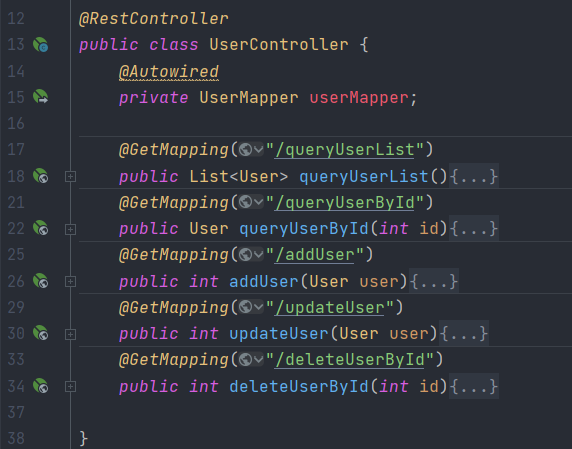 12 @RestController
13 public class UserController {
14 @Autowired
15 private UserMapper userMapper;
16
17 @GetMapping("/queryUserList")
18 public List<User> queryUserList(){...}
21 @GetMapping("/queryUserById")
22 public User queryUserById(int id){...}
25 @GetMapping("/addUser")
26 public int addUser(User user){...}
29 @GetMapping("/updateUser")
30 public int updateUser(User user){...}
33 @GetMapping("/deleteUserById")
34 public int deleteUserById(int id){...}
37
38 }